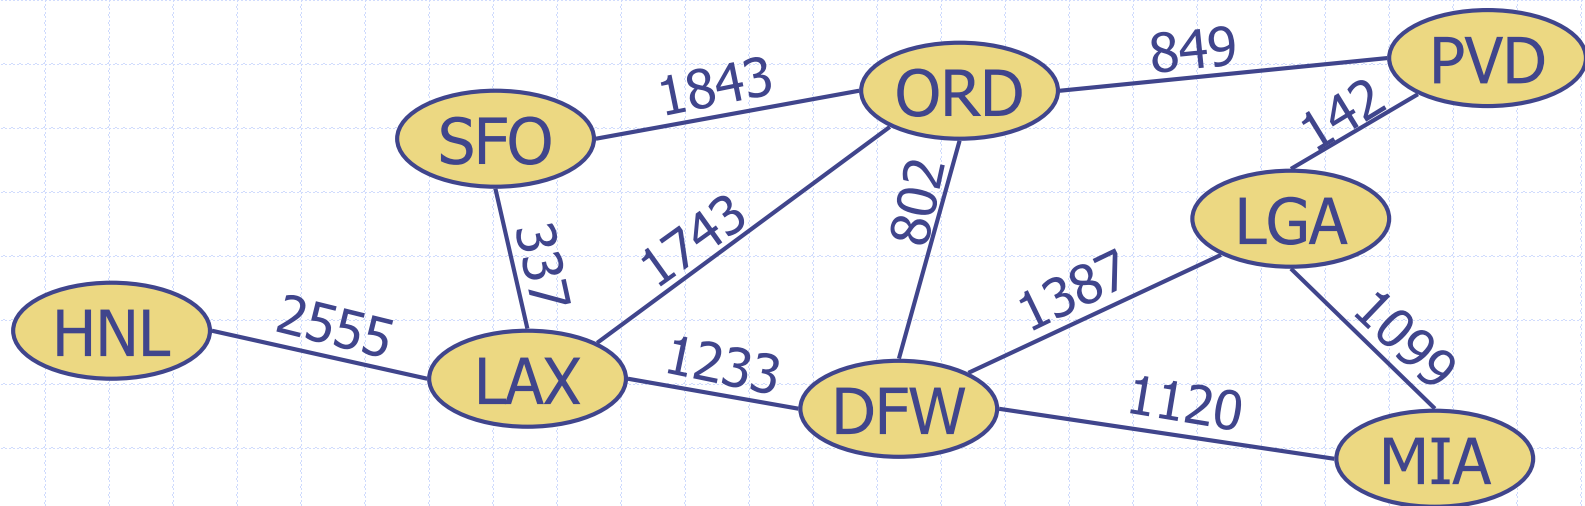 849
PVD
1843
ORD
142
SFO
802
LGA
337
1743
1387
HNL
2555
LAX
1233
DFW
1120
1099
MIA